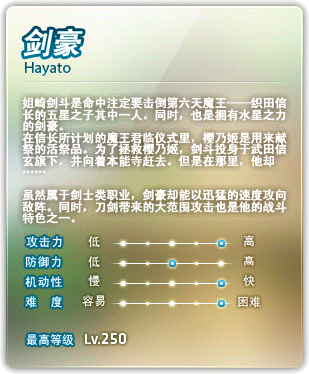 剑豪
Hayato
姐崎剑斗是命中注定要击倒第六天魔王——织田信
长的五星之子其中一人。同时，也是拥有水星之力
的剑豪。
在信长所计划的魔王君临仪式里，樱乃姬是用来献
祭的活祭品。为了拯救樱乃姬，剑斗投身于武田信
玄旗下，并向着本能寺赶去。但是在那里，他却
……
虽然属于剑士类职业，剑豪却能以迅猛的速度攻向
敌阵。同时，刀剑带来的大范围攻击也是他的战斗
特色之一。
攻击力 低 高
防御力 低 高
机动性 慢 快
难 度 容易 困难
最高等级 Lv.250